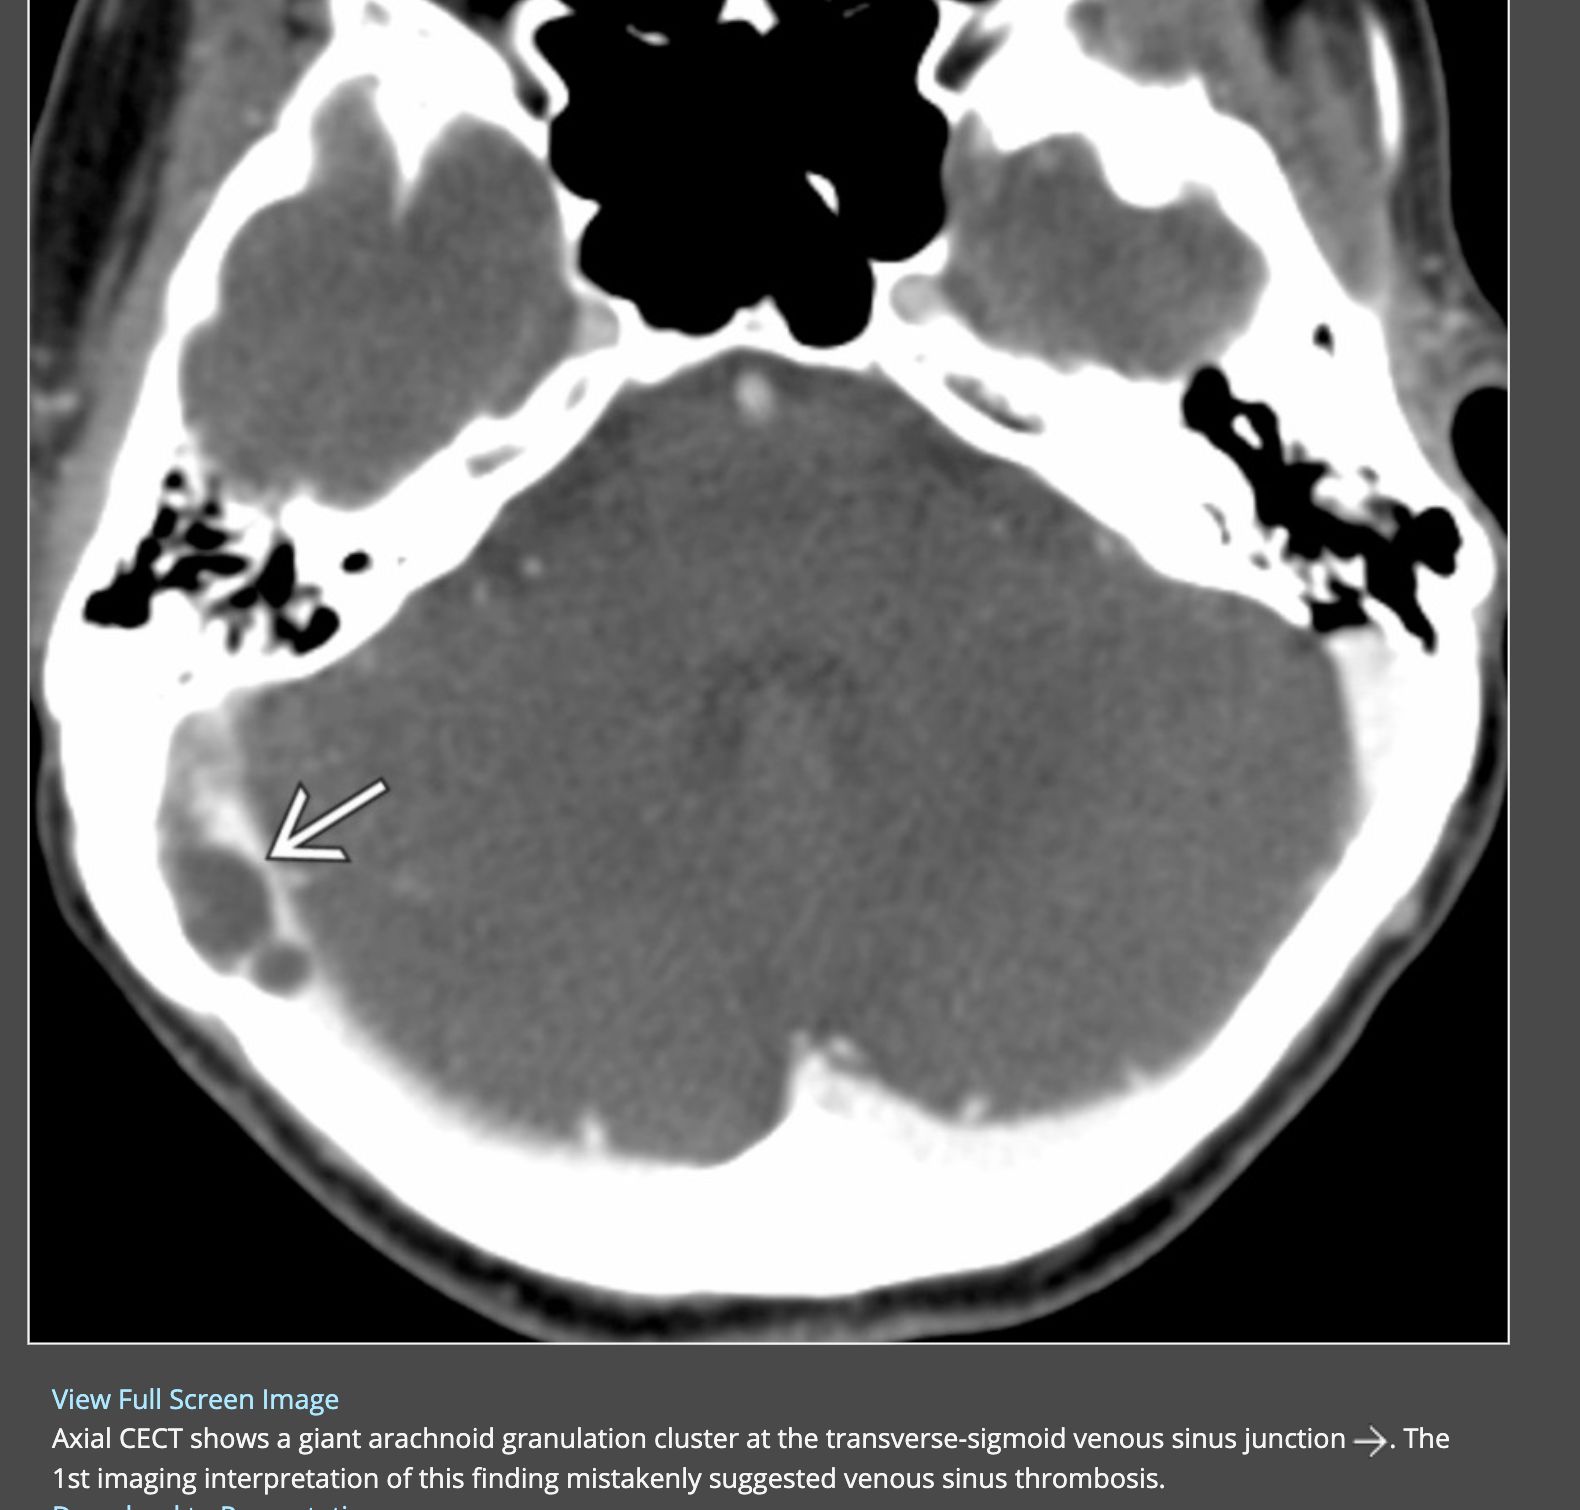 View Full Screen Image
Axial CECT shows a giant arachnoid granulation cluster at the transverse-sigmoid venous sinus junction →. The
1st imaging interpretation of this finding mistakenly suggested venous sinus thrombosis.